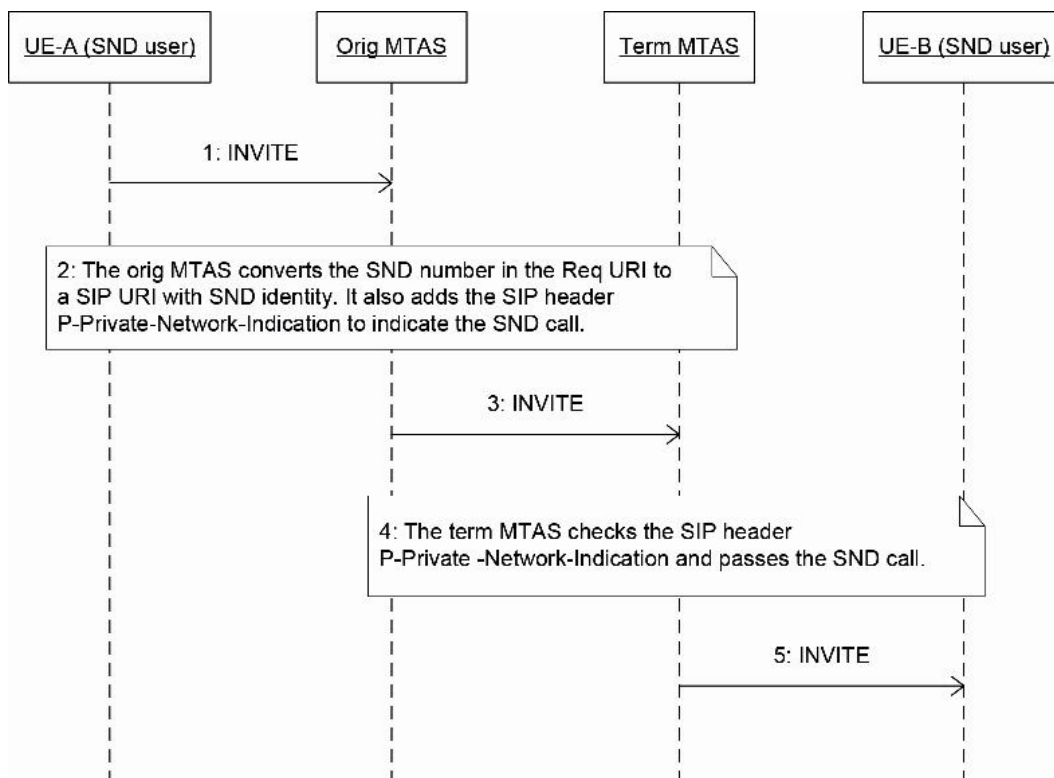 UE-A (SND user)
Orig MTAS
Term MTAS
UE-B (SND user)
1: INVITE
2: The orig MTAS converts the SND number in the Req URI to
a SIP URI with SND identity. It also adds the SIP header
P-Private-Network-Indication to indicate the SND call.
3: INVITE
4: The term MTAS checks the SIP header
P-Private -Network-Indication and passes the SND call.
5: INVITE